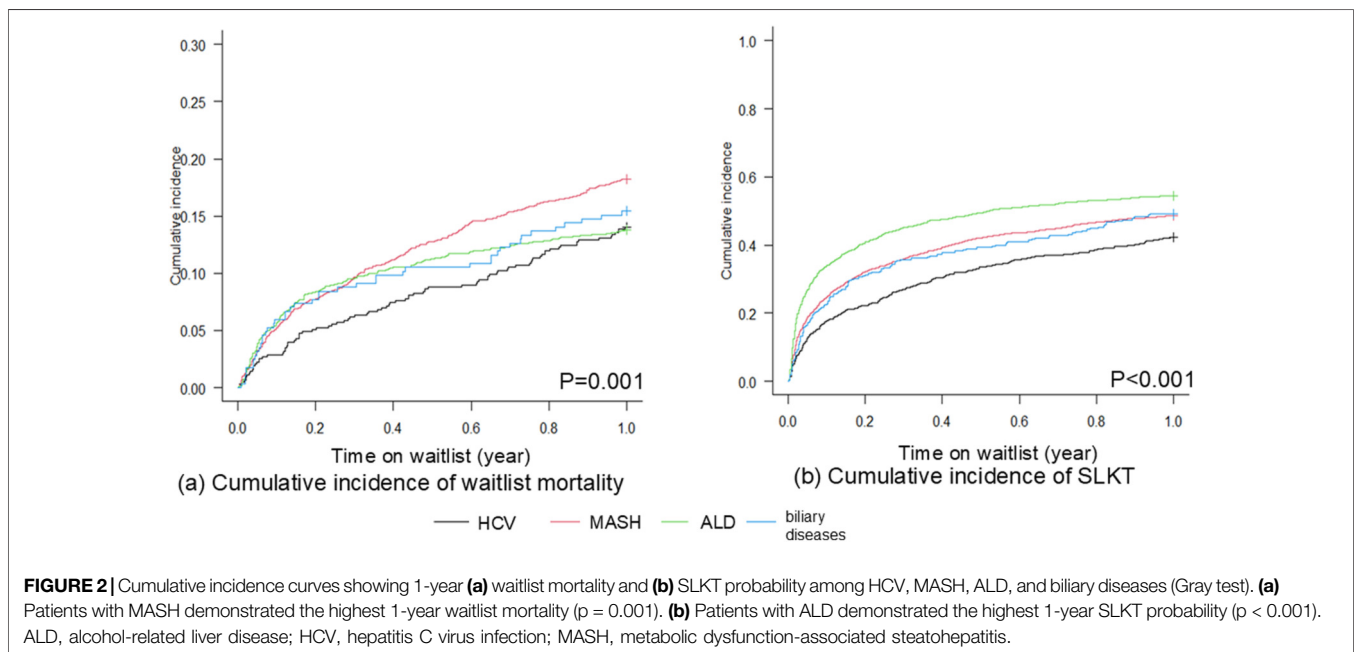 0.30
0.25
0.20
0.15
0.10
0.05
0.00
Cumulative incidence
P=0.001
0.0 0.2 0.4 0.6 0.8 1.0
Time on waitlist (year)
(a) Cumulative incidence of waitlist mortality
1.0
0.8
0.6
0.4
0.2
0.0
Cumulative incidence
P<0.001
0.0 0.2 0.4 0.6 0.8 1.0
Time on waitlist (year)
(b) Cumulative incidence of SLKT
HCV MASH ALD biliary
diseases
FIGURE 2 | Cumulative incidence curves showing 1-year (a) waitlist mortality and (b) SLKT probability among HCV, MASH, ALD, and biliary diseases (Gray test). (a)
Patients with MASH demonstrated the highest 1-year waitlist mortality (p = 0.001). (b) Patients with ALD demonstrated the highest 1-year SLKT probability (p < 0.001).
ALD, alcohol-related liver disease; HCV, hepatitis C virus infection; MASH, metabolic dysfunction-associated steatohepatitis.